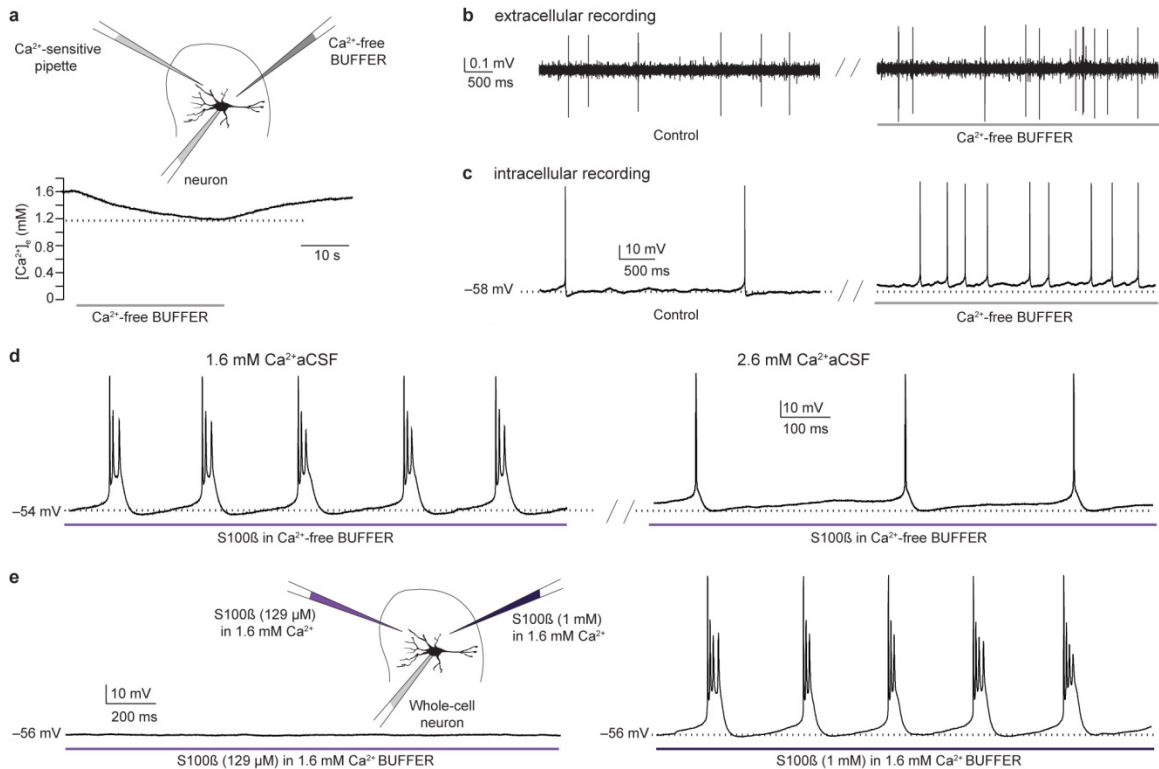 a
Ca²⁺-sensitive
pipette
Ca²⁺-free
BUFFER
neuron
[Ca²⁺]ₑ (mM)
1.6
1.2
0.8
0.4
0
10 s
Ca²⁺-free BUFFER
b extracellular recording
0.1 mV
500 ms
Control
Ca²⁺-free BUFFER
c intracellular recording
10 mV
500 ms
–58 mV
Control
Ca²⁺-free BUFFER
d
1.6 mM Ca²⁺aCSF
2.6 mM Ca²⁺aCSF
10 mV
100 ms
–54 mV
S100ß in Ca²⁺-free BUFFER
S100ß in Ca²⁺-free BUFFER
e
S100ß (129 µM)
in 1.6 mM Ca²⁺
S100ß (1 mM)
in 1.6 mM Ca²⁺
Whole-cell
neuron
10 mV
200 ms
–56 mV
S100ß (129 µM) in 1.6 mM Ca²⁺ BUFFER
–56 mV
S100ß (1 mM) in 1.6 mM Ca²⁺ BUFFER